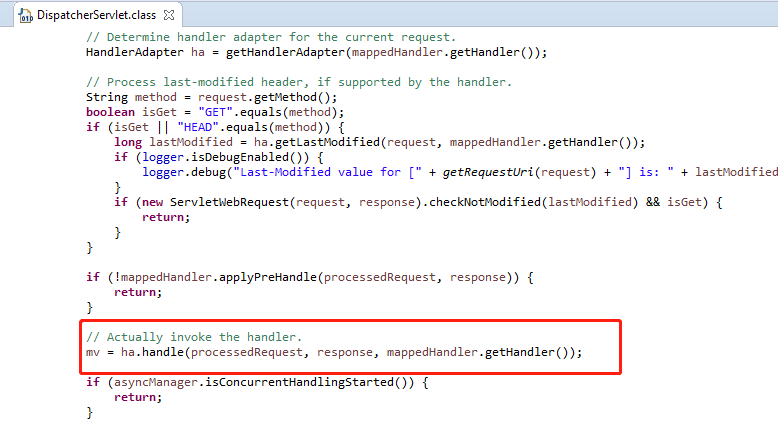 DispatcherServlet.class
// Determine handler adapter for the current request.
HandlerAdapter ha = getHandlerAdapter(mappedHandler.getHandler());
// Process last-modified header, if supported by the handler.
String method = request.getMethod();
boolean isGet = "GET".equals(method);
if (isGet || "HEAD".equals(method)) {
long lastModified = ha.getLastModified(request, mappedHandler.getHandler());
if (logger.isDebugEnabled()) {
logger.debug("Last-Modified value for [" + getRequestUri(request) + "] is: " + lastModified
}
if (new ServletWebRequest(request, response).checkNotModified(lastModified) && isGet) {
return;
}
}
if (!mappedHandler.applyPreHandle(processedRequest, response)) {
return;
}
// Actually invoke the handler.
mv = ha.handle(processedRequest, response, mappedHandler.getHandler());
if (asyncManager.isConcurrentHandlingStarted()) {
return;
}